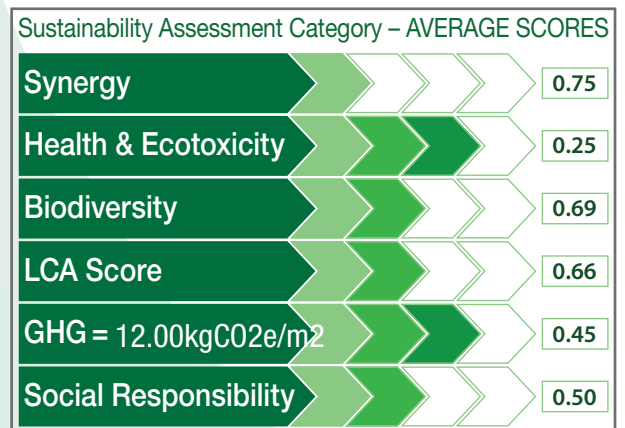 Sustainability Assessment Category – AVERAGE SCORES
Synergy 0.75
Health & Ecotoxicity 0.25
Biodiversity 0.69
LCA Score 0.66
GHG = 12.00kgCO2e/m2 0.45
Social Responsibility 0.50